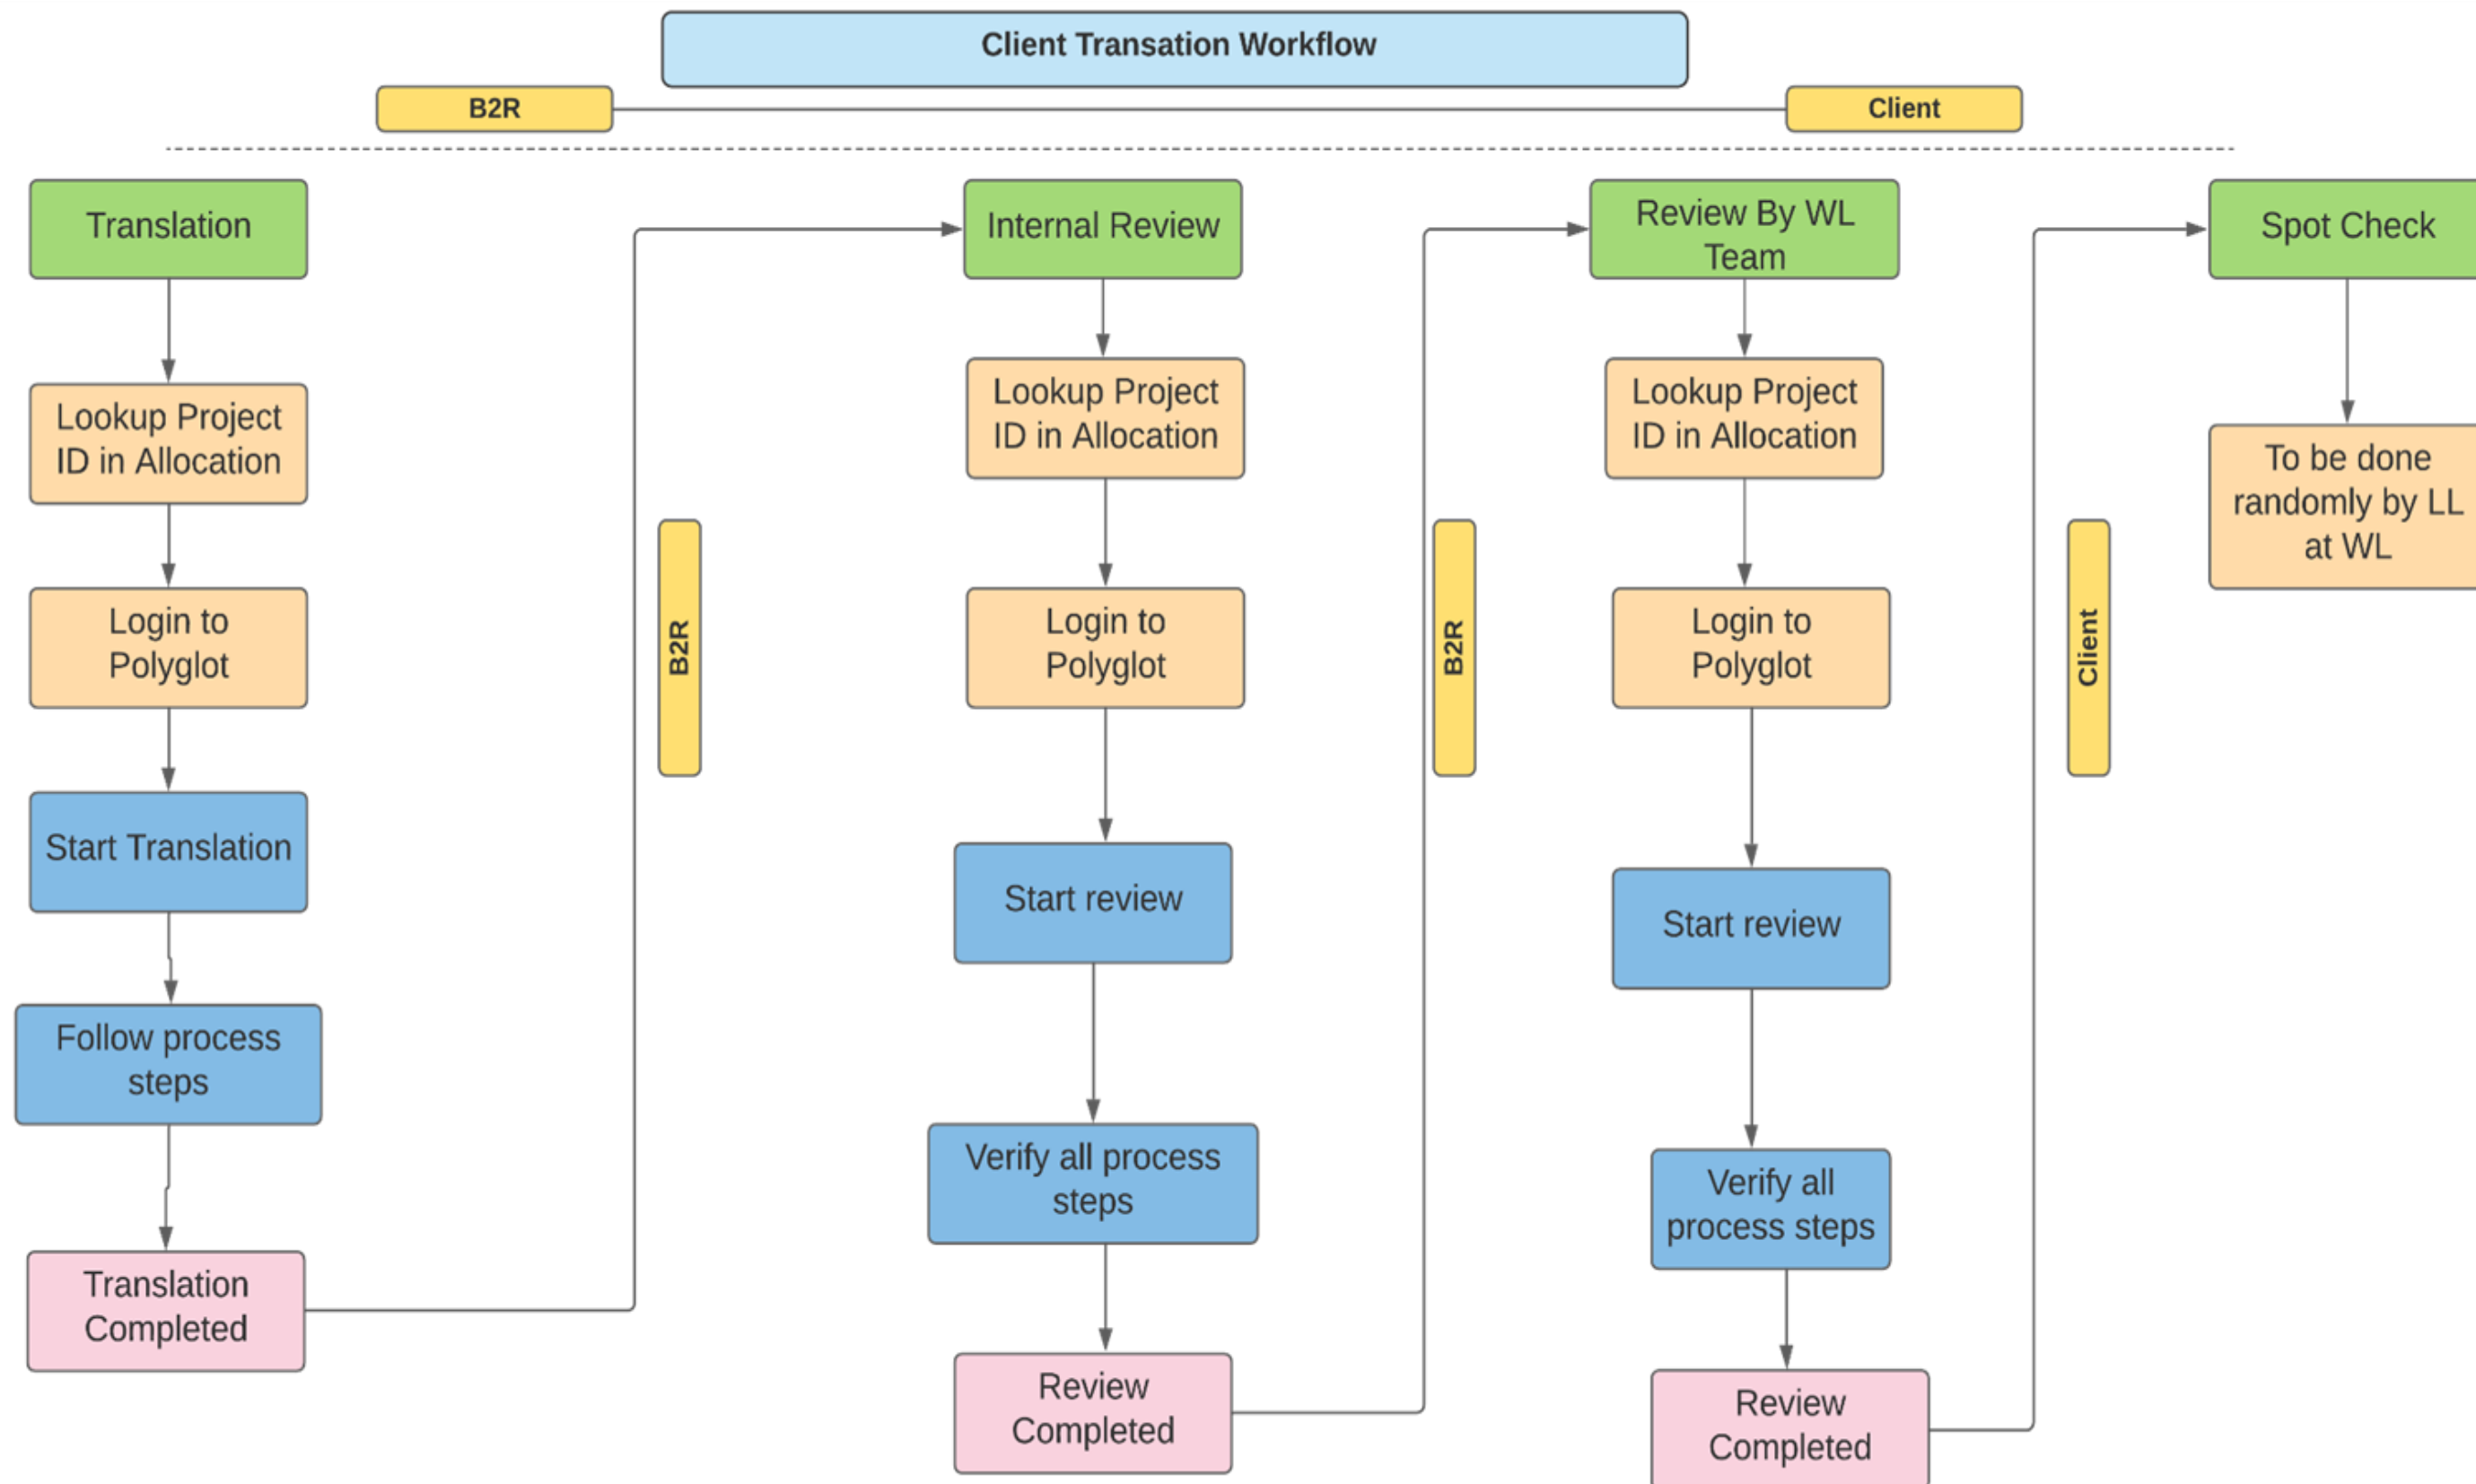 Client Transation Workflow
B2R
Client
Translation
Lookup Project
ID in Allocation
Login to
Polyglot
Start Translation
Follow process
steps
Translation
Completed
B2R
Internal Review
Lookup Project
ID in Allocation
Login to
Polyglot
Start review
Verify all process
steps
Review
Completed
B2R
Review By WL
Team
Lookup Project
ID in Allocation
Login to
Polyglot
Start review
Verify all
process steps
Review
Completed
Client
Spot Check
To be done
randomly by LL
at WL